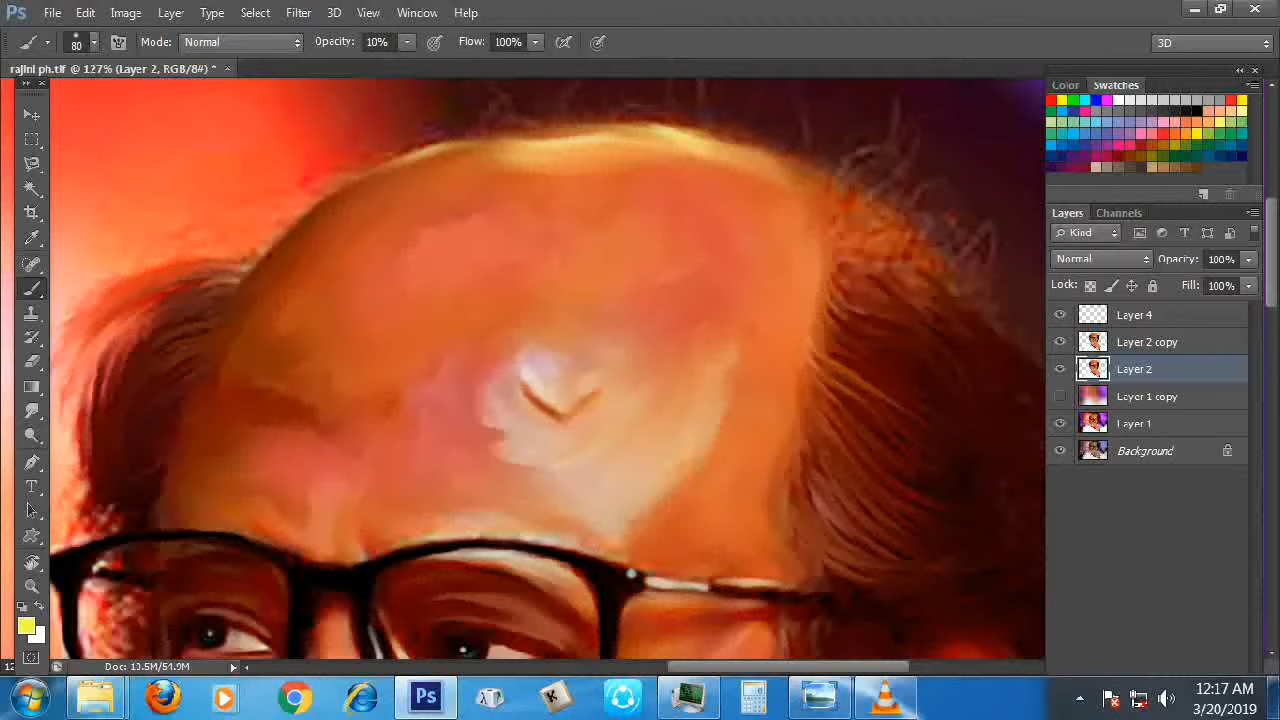 Ps File Edit Image Layer Type Select Filter 3D View Window Help
80 Mode: Normal Opacity: 10% Flow: 100% 3D
rajini ph.tif @ 127% (Layer 2, RGB/8#) * ×
Color Swatches
Layers Channels
Kind
Normal Opacity: 100%
Lock: Fill: 100%
Layer 4
Layer 2 copy
Layer 2
Layer 1 copy
Layer 1
Background
Doc: 13.5M/54.9M
Ps K
12:17 AM
3/20/2019